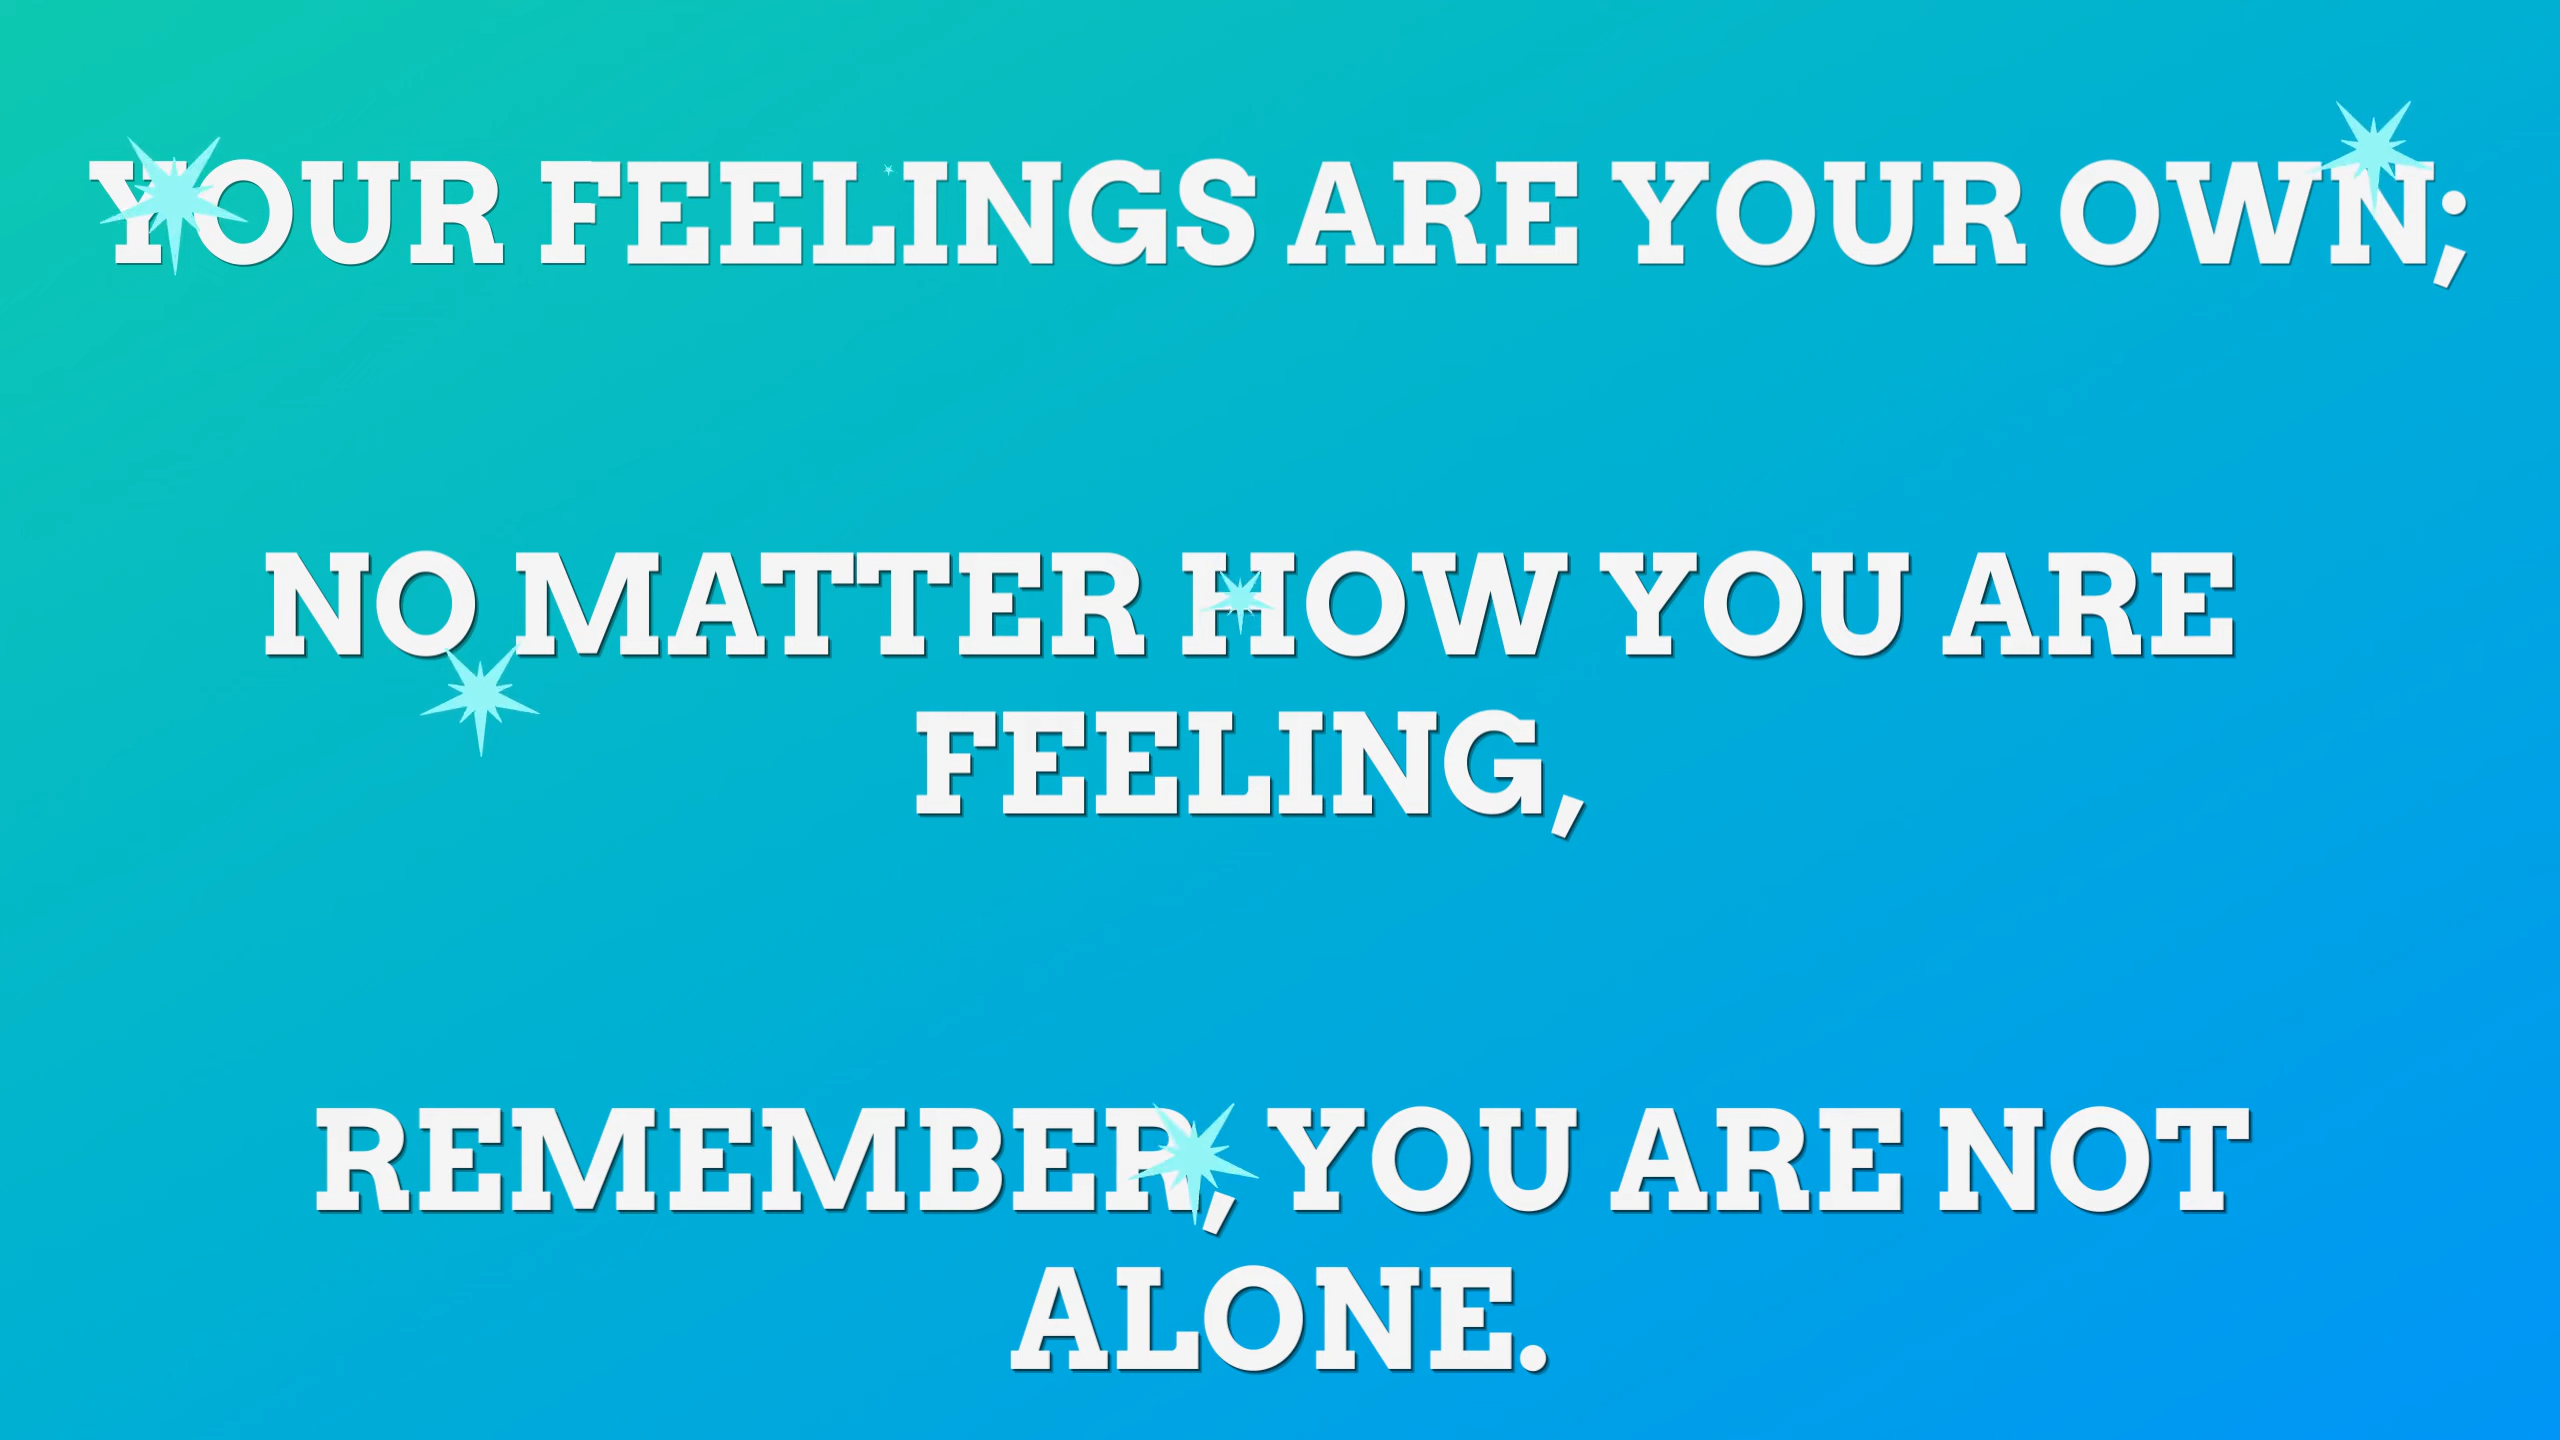 YOUR FEELINGS ARE YOUR OWN;
NO MATTER HOW YOU ARE
FEELING,
REMEMBER, YOU ARE NOT
ALONE.